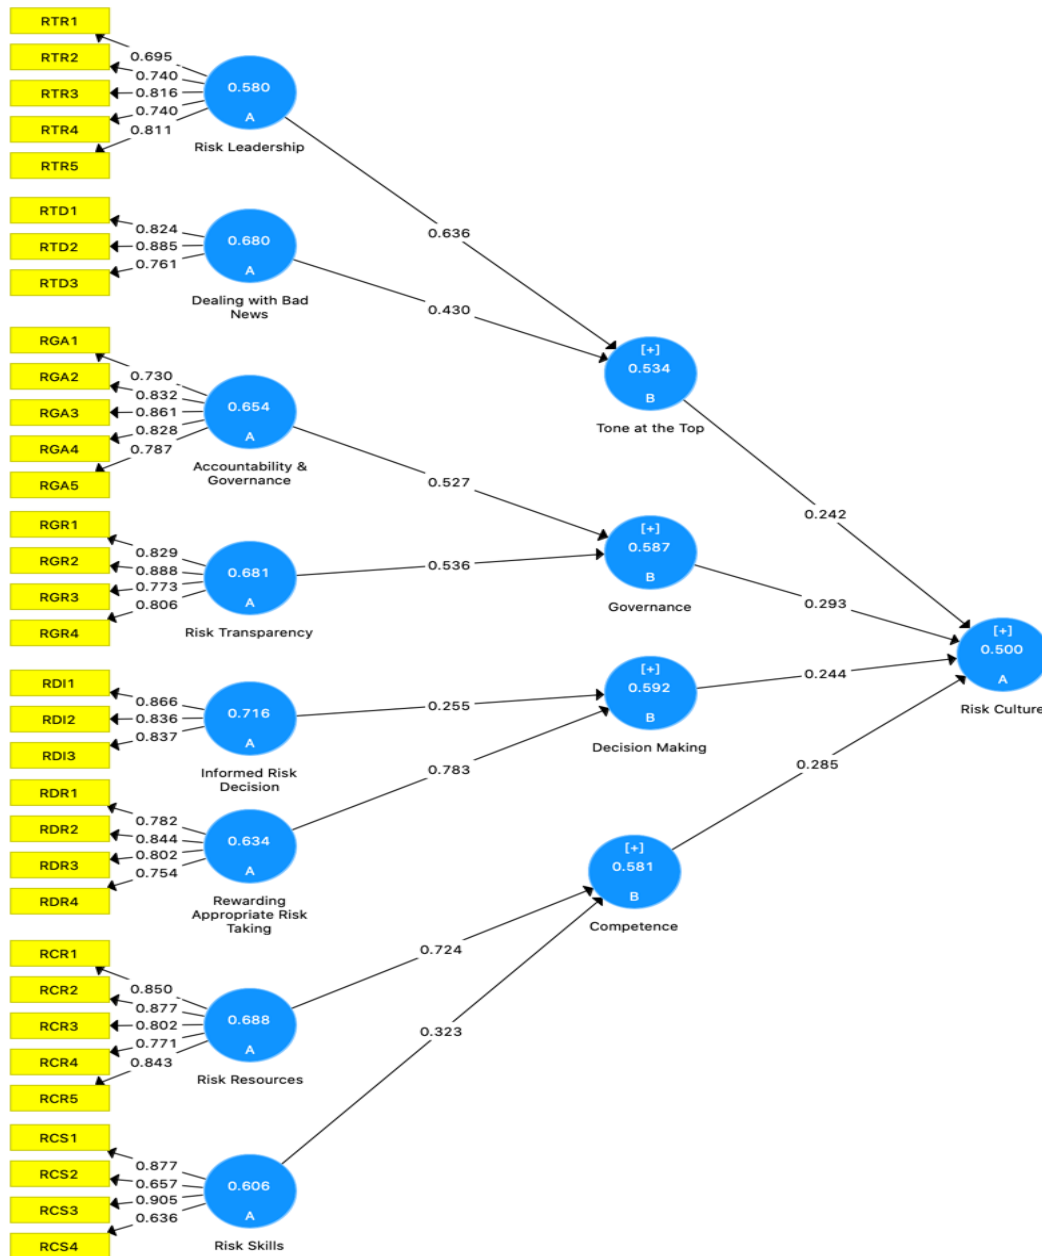 RTR1
RTR2
RTR3
RTR4
RTR5
0.695
0.740
0.816
0.740
0.811
0.580
A
Risk Leadership
RTD1
RTD2
RTD3
0.824
0.885
0.761
0.680
A
Dealing with Bad
News
RGA1
RGA2
RGA3
RGA4
RGA5
0.730
0.832
0.861
0.828
0.787
0.654
A
Accountability &
Governance
RGR1
RGR2
RGR3
RGR4
0.829
0.888
0.773
0.806
0.681
A
Risk Transparency
RDI1
RDI2
RDI3
0.866
0.836
0.837
0.716
A
Informed Risk
Decision
RDR1
RDR2
RDR3
RDR4
0.782
0.844
0.802
0.754
0.634
A
Rewarding
Appropriate Risk
Taking
RCR1
RCR2
RCR3
RCR4
RCR5
0.850
0.877
0.802
0.771
0.843
0.688
A
Risk Resources
RCS1
RCS2
RCS3
RCS4
0.877
0.657
0.905
0.636
0.606
A
Risk Skills
0.636
0.430
0.527
0.536
0.255
0.783
0.724
0.323
[+]
0.534
B
Tone at the Top
[+]
0.587
B
Governance
[+]
0.592
B
Decision Making
[+]
0.581
B
Competence
0.242
0.293
0.244
0.285
[+]
0.500
A
Risk Culture